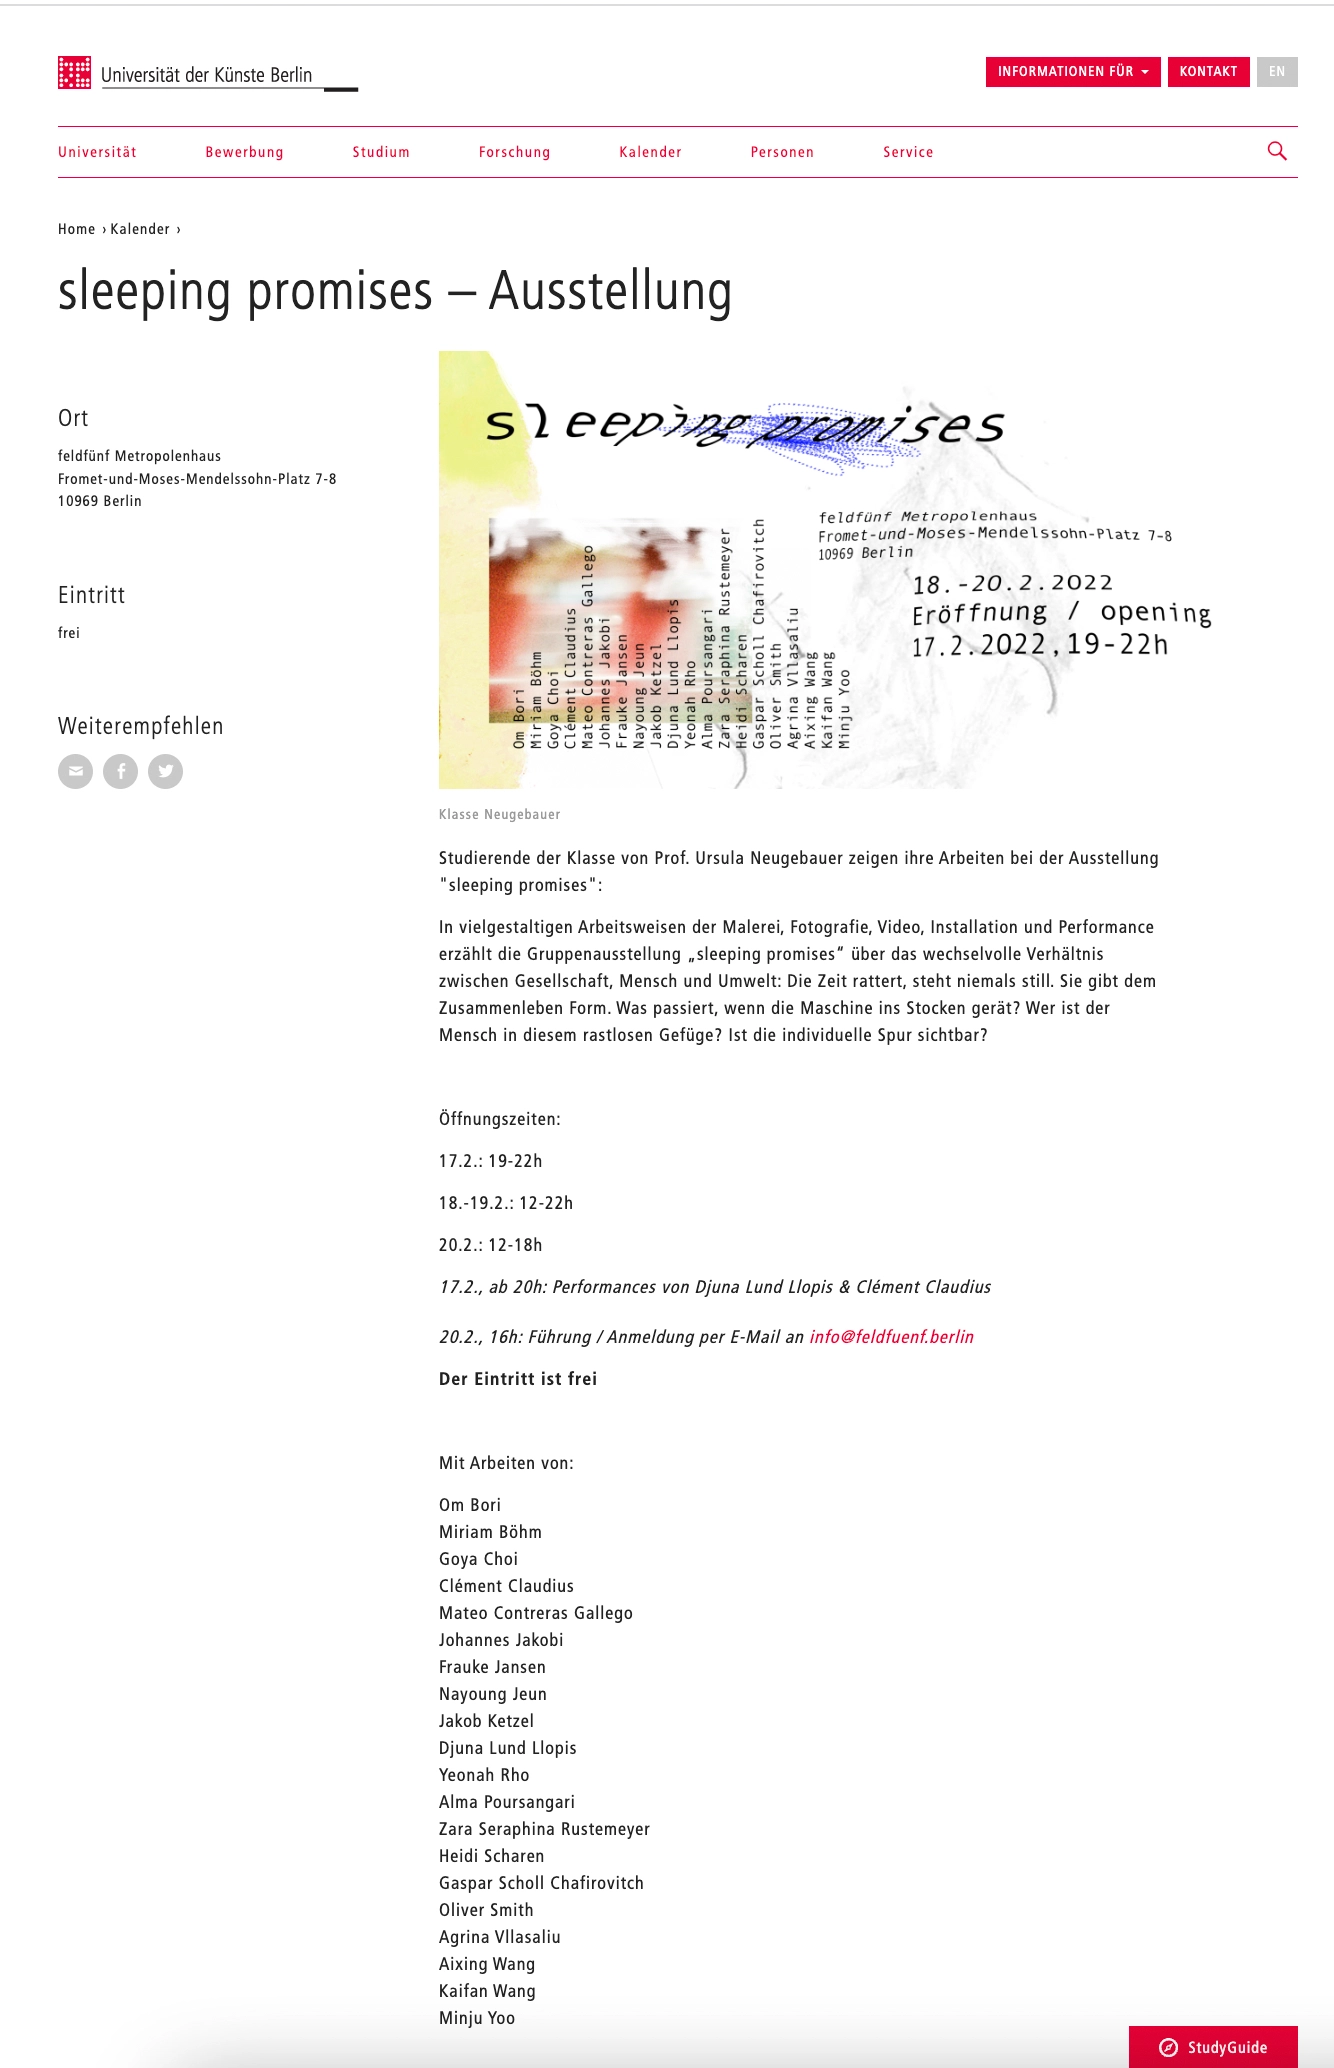 Universität der Künste Berlin
INFORMATIONEN FÜR
KONTAKT
EN
Universität
Bewerbung
Studium
Forschung
Kalender
Personen
Service
Home › Kalender ›
sleeping promises – Ausstellung
Ort
feldfünf Metropolenhaus
Fromet-und-Moses-Mendelssohn-Platz 7-8
10969 Berlin
Eintritt
frei
Weiterempfehlen
sleeping promises
feldfünf Metropolenhaus
Fromet-und-Moses-Mendelssohn-Platz 7-8
10969 Berlin
18.-20.2.2022
Eröffnung / opening
17.2.2022,19-22h
Om Bori
Miriam Böhm
Goya Choi
Clément Claudius
Mateo Contreras Gallego
Johannes Jakobi
Frauke Jansen
Nayoung Jeun
Jakob Ketzel
Djuna Lund Llopis
Yeonah Rho
Alma Poursangari
Zara Seraphina Rustemeyer
Heidi Scharen
Gaspar Scholl Chafirovitch
Oliver Smith
Agrina Vllasaliu
Aixing Wang
Kaifan Wang
Minju Yoo
Klasse Neugebauer
Studierende der Klasse von Prof. Ursula Neugebauer zeigen ihre Arbeiten bei der Ausstellung
"sleeping promises":
In vielgestaltigen Arbeitsweisen der Malerei, Fotografie, Video, Installation und Performance
erzählt die Gruppenausstellung „sleeping promises“ über das wechselvolle Verhältnis
zwischen Gesellschaft, Mensch und Umwelt: Die Zeit rattert, steht niemals still. Sie gibt dem
Zusammenleben Form. Was passiert, wenn die Maschine ins Stocken gerät? Wer ist der
Mensch in diesem rastlosen Gefüge? Ist die individuelle Spur sichtbar?
Öffnungszeiten:
17.2.: 19-22h
18.-19.2.: 12-22h
20.2.: 12-18h
17.2., ab 20h: Performances von Djuna Lund Llopis & Clément Claudius
20.2., 16h: Führung / Anmeldung per E-Mail an info@feldfuenf.berlin
Der Eintritt ist frei
Mit Arbeiten von:
Om Bori
Miriam Böhm
Goya Choi
Clément Claudius
Mateo Contreras Gallego
Johannes Jakobi
Frauke Jansen
Nayoung Jeun
Jakob Ketzel
Djuna Lund Llopis
Yeonah Rho
Alma Poursangari
Zara Seraphina Rustemeyer
Heidi Scharen
Gaspar Scholl Chafirovitch
Oliver Smith
Agrina Vllasaliu
Aixing Wang
Kaifan Wang
Minju Yoo
StudyGuide